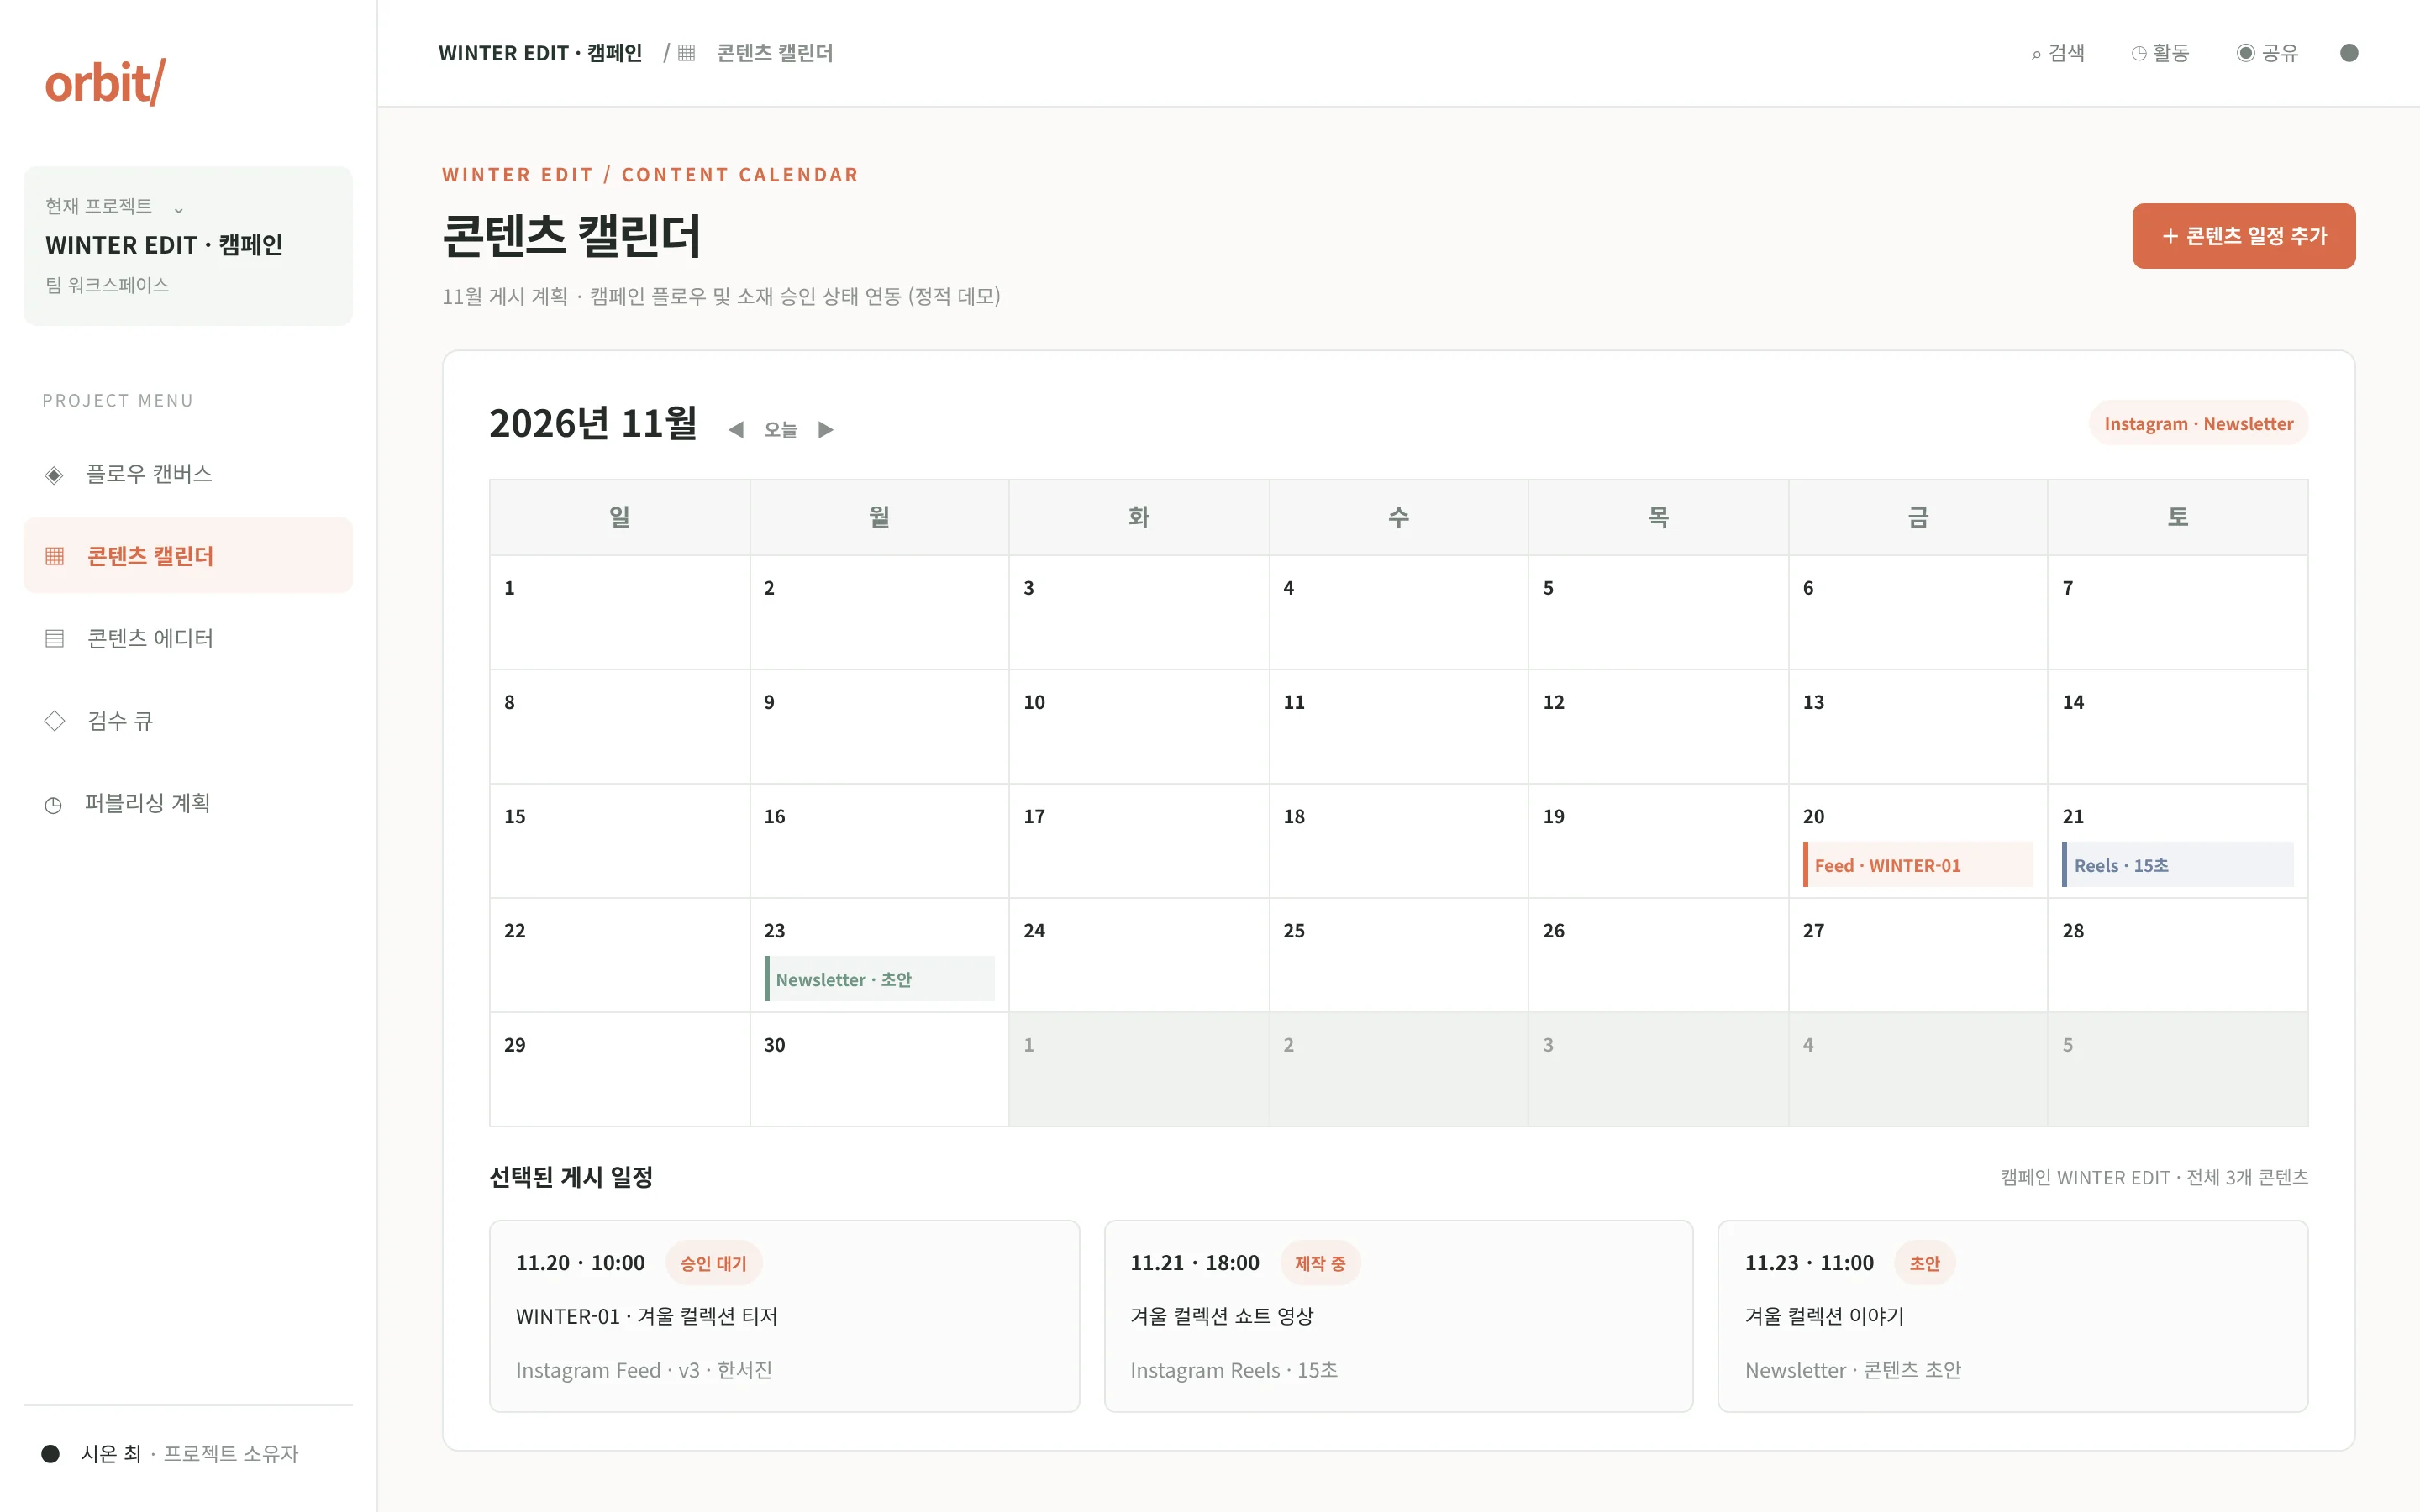 orbit/
현재 프로젝트
WINTER EDIT · 캠페인
팀 워크스페이스
PROJECT MENU
플로우 캔버스
콘텐츠 캘린더
콘텐츠 에디터
검수 큐
퍼블리싱 계획
시온 최 · 프로젝트 소유자
WINTER EDIT · 캠페인 / 콘텐츠 캘린더
검색 활동 공유
WINTER EDIT / CONTENT CALENDAR
콘텐츠 캘린더
+ 콘텐츠 일정 추가
11월 게시 계획 · 캠페인 플로우 및 소재 승인 상태 연동 (정적 데모)
2026년 11월 ◀ 오늘 ▶
Instagram · Newsletter
일 월 화 수 목 금 토
1 2 3 4 5 6 7
8 9 10 11 12 13 14
15 16 17 18 19 20 21
Feed · WINTER-01 Reels · 15초
22 23 24 25 26 27 28
Newsletter · 초안
29 30 1 2 3 4 5
선택된 게시 일정
캠페인 WINTER EDIT · 전체 3개 콘텐츠
11.20 · 10:00 승인 대기
WINTER-01 · 겨울 컬렉션 티저
Instagram Feed · v3 · 한서진
11.21 · 18:00 제작 중
겨울 컬렉션 쇼트 영상
Instagram Reels · 15초
11.23 · 11:00 초안
겨울 컬렉션 이야기
Newsletter · 콘텐츠 초안